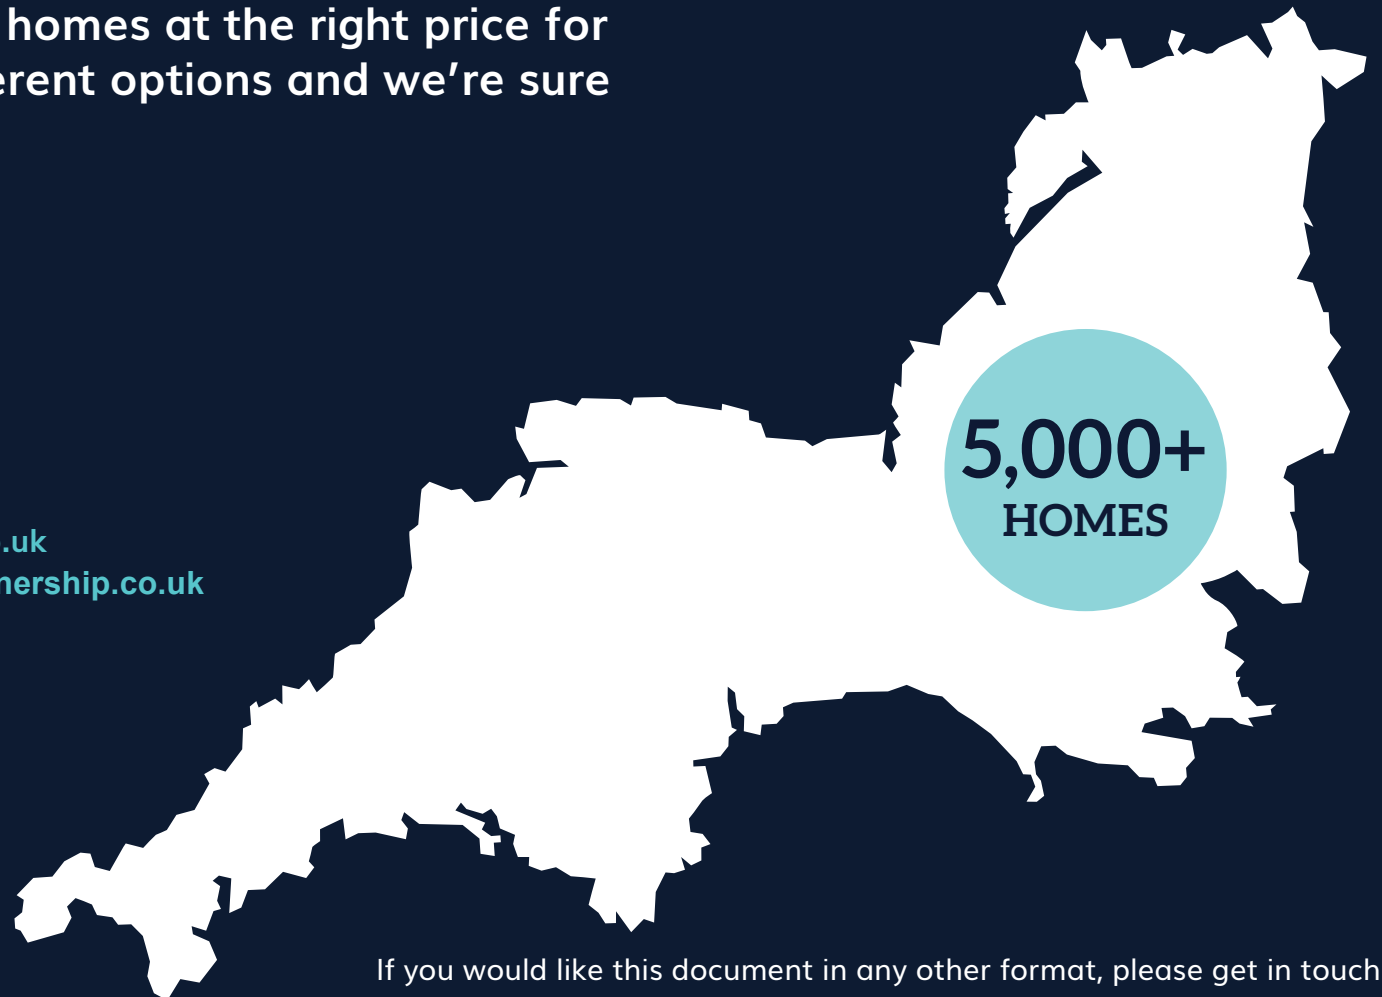 homes at the right price for
erent options and we're sure
5,000+
HOMES
.uk
nership.co.uk
If you would like this document in any other format, please get in touch